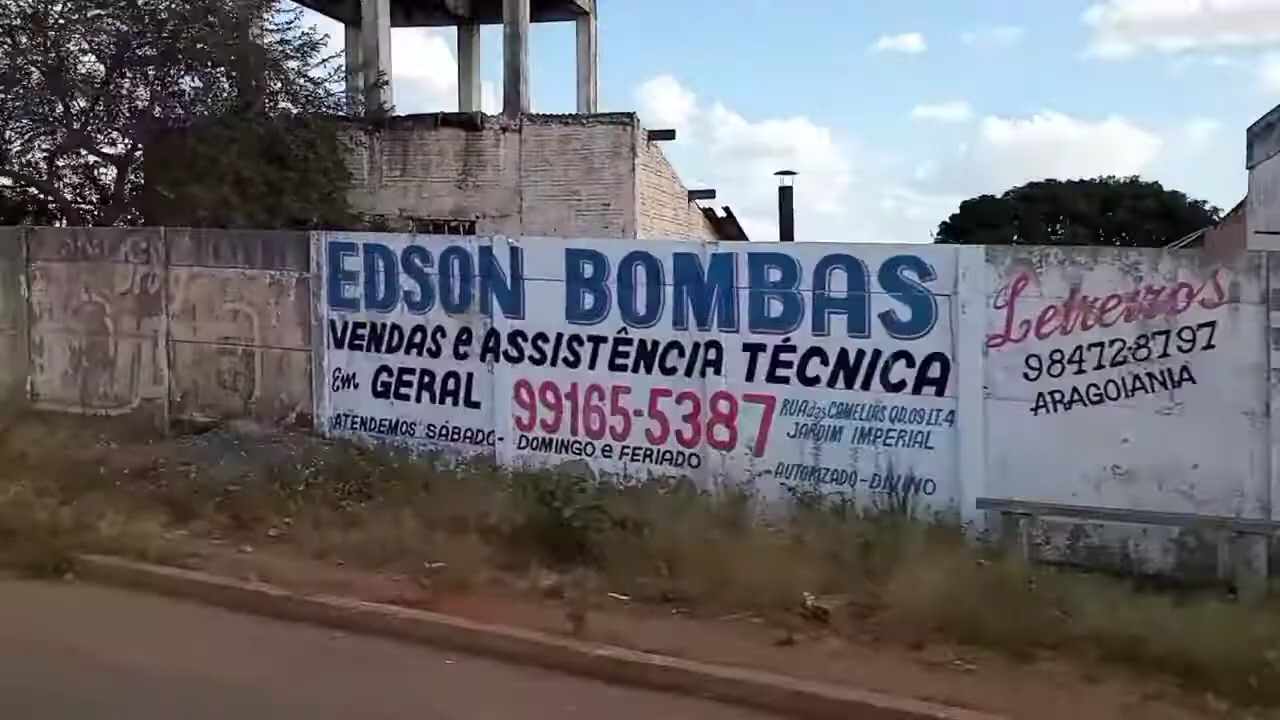 EDSON BOMBAS
VENDAS e ASSISTÊNCIA TÉCNICA
Em GERAL
99165-5387
RUA das CAMELIAS QD.09 LT.4
JARDIM IMPERIAL
ATENDEMOS SÁBADO-
DOMINGO e FERIADO
-AUTORIZADO-DIVINO
Letreiros
98472-8797
ARAGOIANIA